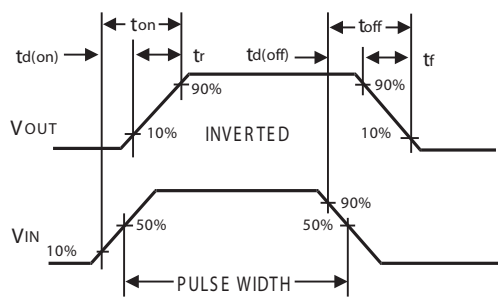 ton toff
td(on) tr td(off) tf
90% 90%
VOUT 10% INVERTED 10%
90%
VIN 50% 50%
10%
PULSE WIDTH